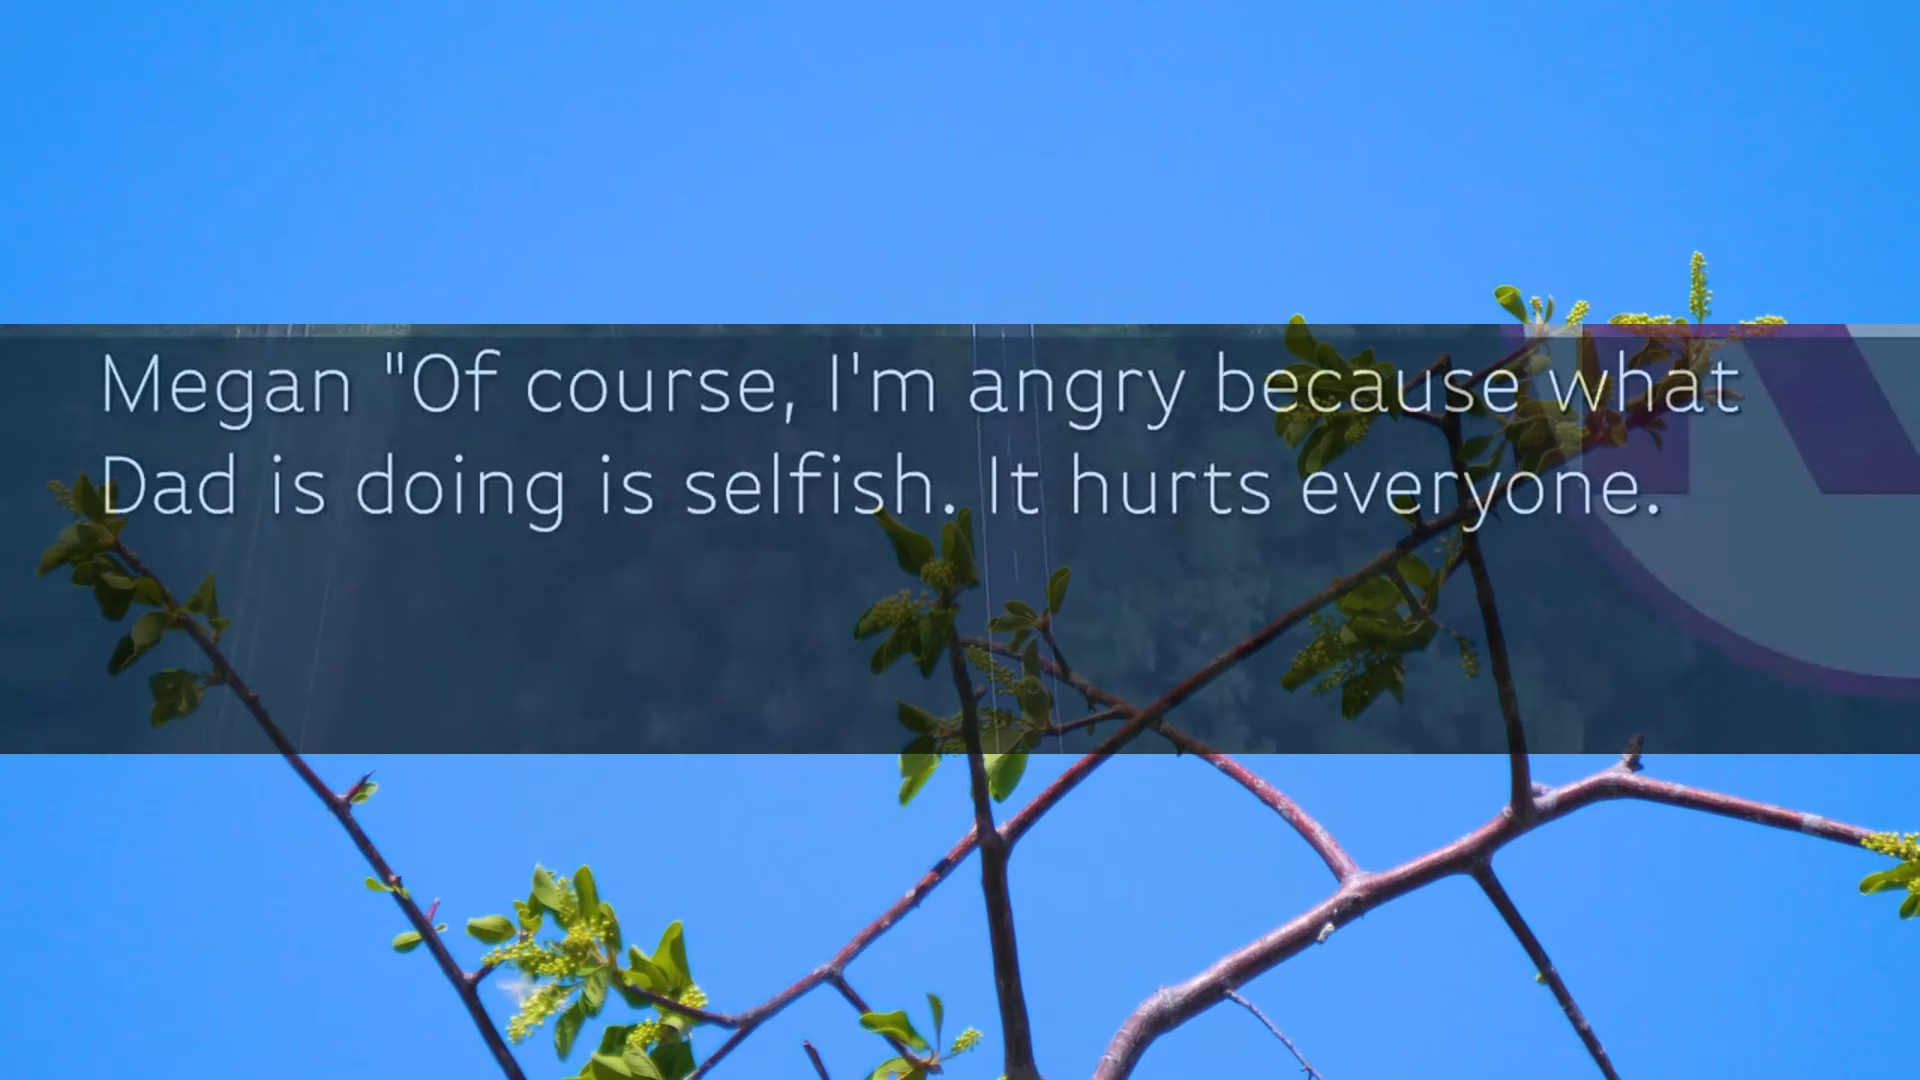 Megan "Of course, I'm angry because what
Dad is doing is selfish. It hurts everyone.